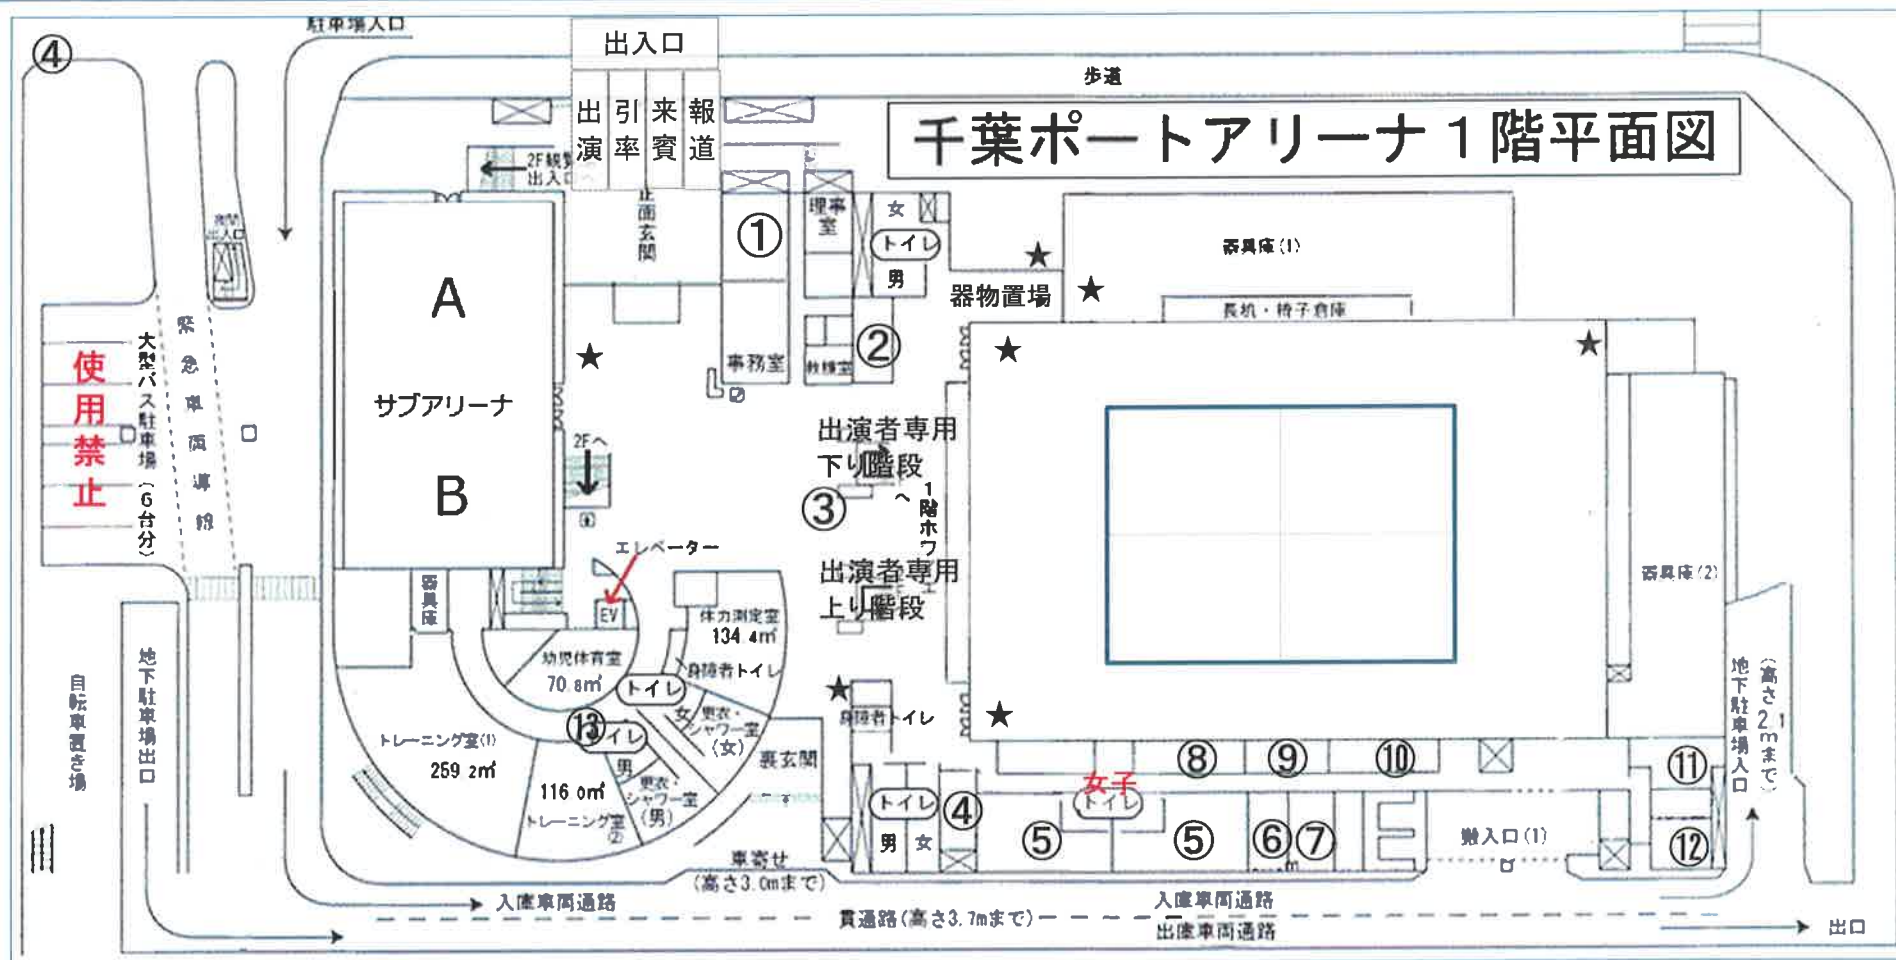 千葉ポートアリーナ1階平面図
④
駐車場入口
出入口
出演
引率
来賓
報道
歩道
2F観覧
出入口
正面玄関
①
理事室
女
トイレ
男
②
事務室
器物置場
★
★
器具庫(1)
長机・椅子倉庫
★
★
★
夜間
出入口
緊急車両導線
大型バス駐車場(6台分)
使用禁止
A
サブアリーナ
B
2Fへ
出演者専用
下り階段
③
1階ホワイエ
へ
出演者専用
上り階段
エレベーター
EV
器具庫
器具庫(2)
体力測定室
134.4㎡
幼児体育室
70.8㎡
身障者トイレ
トイレ
女
更衣・
シャワー室
(女)
⑬
トイレ
男
更衣・
シャワー室
(男)
トレーニング室(1)
259.2㎡
116.0㎡
トレーニング室
(2)
裏玄関
★
身障者トイレ
★
⑧
⑨
⑩
⑪
女子
トイレ
トイレ
男
女
④
⑤
⑤
⑥
⑦
㎡
搬入口(1)
⑫
自転車置き場
地下駐車場出口
地下駐車場入口
(高さ2.1mまで)
車寄せ
(高さ3.0mまで)
入庫車両通路
入庫車両通路
貫通路(高さ3.7mまで)
出庫車両通路
出口